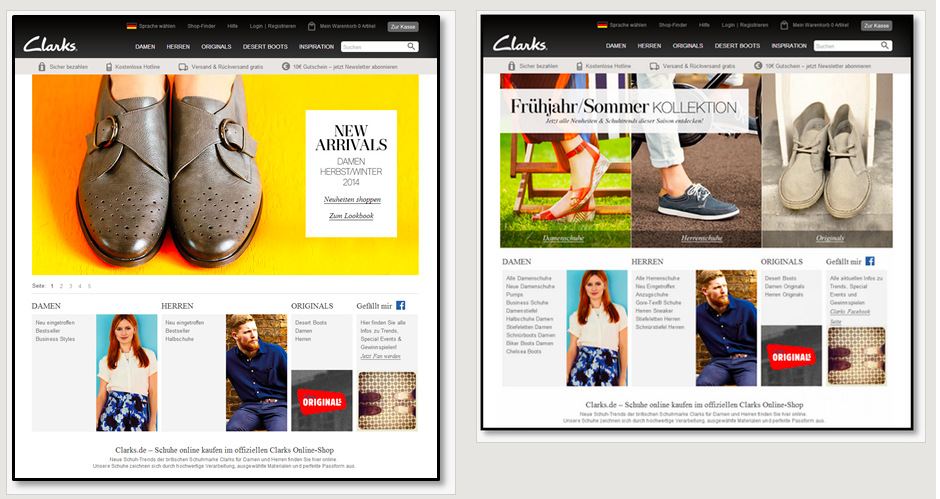 Sprache wählen Shop-Finder Hilfe Login | Registrieren Mein Warenkorb 0 Artikel Zur Kasse
Clarks.
DAMEN HERREN ORIGINALS DESERT BOOTS INSPIRATION Suchen
Sicher bezahlen Kostenlose Hotline Versand & Rückversand gratis 10€ Gutschein – jetzt Newsletter abonnieren
NEW
ARRIVALS
DAMEN
HERBST/WINTER
2014
Neuheiten shoppen
Zum Lookbook
Seite: 1 2 3 4 5
DAMEN
Neu eingetroffen
Bestseller
Business Styles
HERREN
Neu eingetroffen
Bestseller
Halbschuhe
ORIGINALS
Desert Boots
Damen
Herren
ORIGINALS
Gefällt mir
Hier finden Sie alle
Infos zu Trends,
Special Events &
Gewinnspielen!
Jetzt Fan werden
Clarks.de – Schuhe online kaufen im offiziellen Clarks Online-Shop
Neue Schuh-Trends der britischen Schuhmarke Clarks für Damen und Herren finden Sie hier online.
Unsere Schuhe zeichnen sich durch hochwertige Verarbeitung, ausgewählte Materialien und perfekte Passform aus.
Sprache wählen Shop-Finder Hilfe Login | Registrieren Mein Warenkorb 0 Artikel Zur Kasse
Clarks.
DAMEN HERREN ORIGINALS DESERT BOOTS INSPIRATION Suchen
Sicher bezahlen Kostenlose Hotline Versand & Rückversand gratis 10€ Gutschein – jetzt Newsletter abonnieren
Frühjahr/Sommer KOLLEKTION
Jetzt alle Neuheiten & Schuhtrends dieser Saison entdecken!
Damenschuhe Herrenschuhe Originals
DAMEN
Alle Damenschuhe
Neue Damenschuhe
Pumps
Business Schuhe
Damenstiefel
Halbschuhe Damen
Stiefeletten Damen
Schnürschuhe Damen
Biker Boots Damen
Chelsea Boots
HERREN
Alle Herrenschuhe
Neu Eingetroffen
Anzugschuhe
Gore-Tex® Schuhe
Herren Sneaker
Stiefeletten Herren
Schnürschuhe Herren
Schnürstiefel Herren
ORIGINALS
Desert Boots
Damen Originals
Herren Originals
ORIGINALS
Gefällt mir
Alle aktuellen Infos zu
Trends, Special
Events und
Gewinnspielen!
Clarks Facebook
Seite
Clarks.de – Schuhe online kaufen im offiziellen Clarks Online-Shop
Neue Schuh-Trends der britischen Schuhmarke Clarks für Damen und Herren finden Sie hier online.
Unsere Schuhe zeichnen sich durch hochwertige Verarbeitung, ausgewählte Materialien und perfekte Passform aus.